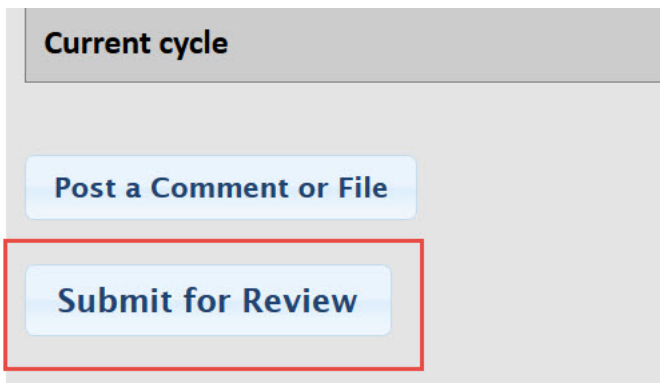 Current cycle
Post a Comment or File
Submit for Review